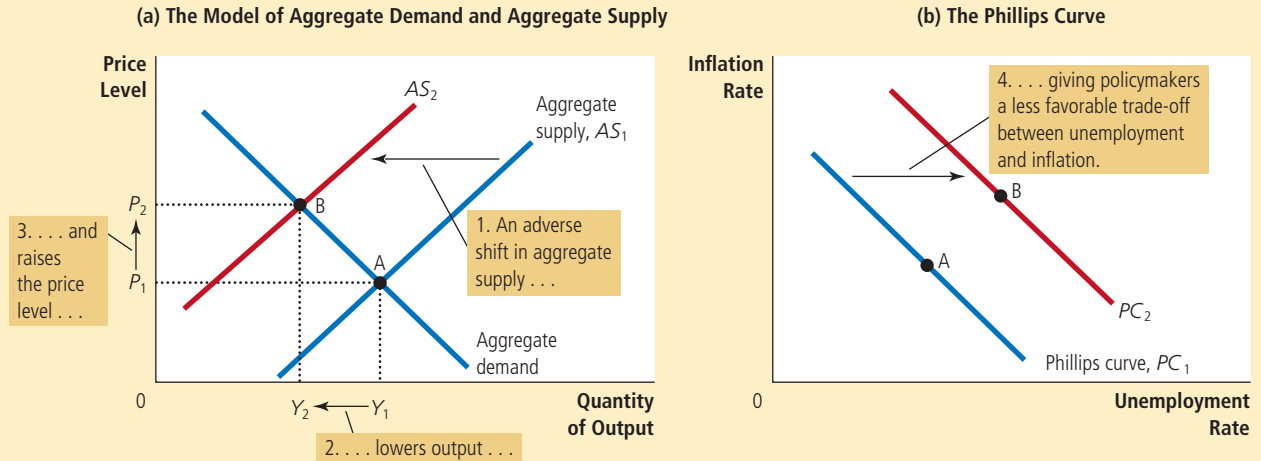 (a) The Model of Aggregate Demand and Aggregate Supply
Price
Level
AS2
Aggregate
supply, AS1
P2
B
3. . . . and
raises
the price
level . . .
1. An adverse
shift in aggregate
supply . . .
A
P1
Aggregate
demand
0
Y2
Y1
Quantity
of Output
2. . . . lowers output . . .
(b) The Phillips Curve
Inflation
Rate
4. . . . giving policymakers
a less favorable trade-off
between unemployment
and inflation.
B
A
PC2
Phillips curve, PC1
0
Unemployment
Rate